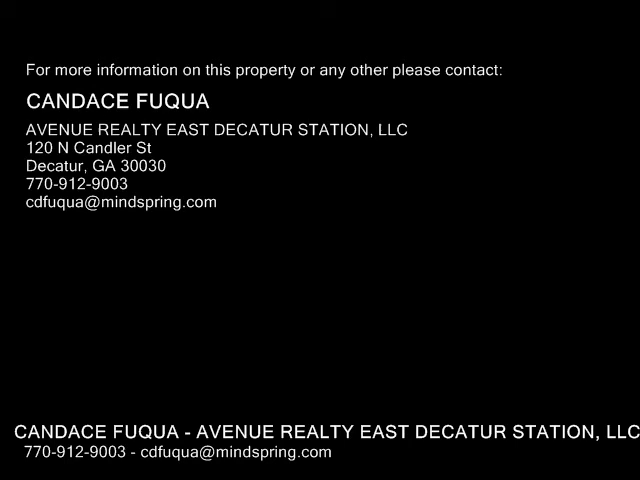 For more information on this property or any other please contact:
CANDACE FUQUA
AVENUE REALTY EAST DECATUR STATION, LLC
120 N Candler St
Decatur, GA 30030
770-912-9003
cdfuqua@mindspring.com
CANDACE FUQUA - AVENUE REALTY EAST DECATUR STATION, LLC
770-912-9003 - cdfuqua@mindspring.com